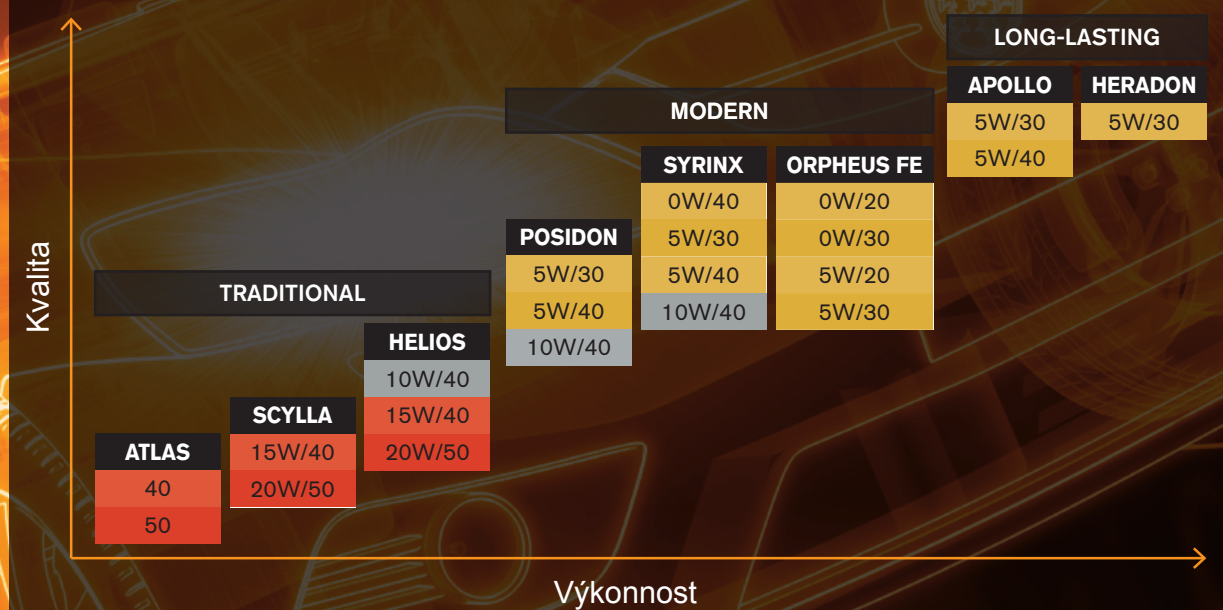 Kvalita
TRADITIONAL
ATLAS
40
50
SCYLLA
15W/40
20W/50
HELIOS
10W/40
15W/40
20W/50
MODERN
POSIDON
5W/30
5W/40
10W/40
SYRINX
0W/40
5W/30
5W/40
10W/40
ORPHEUS FE
0W/20
0W/30
5W/20
5W/30
LONG-LASTING
APOLLO
5W/30
5W/40
HERADON
5W/30
Výkonnost